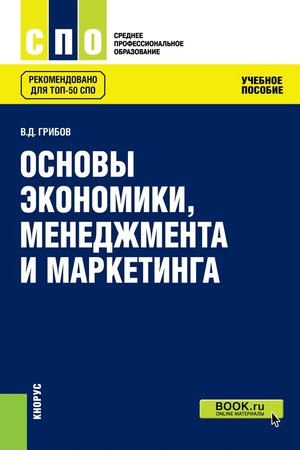 СПО
СРЕДНЕЕ
ПРОФЕССИОНАЛЬНОЕ
ОБРАЗОВАНИЕ
РЕКОМЕНДОВАНО
ДЛЯ ТОП-50 СПО
УЧЕБНОЕ
ПОСОБИЕ
В.Д. ГРИБОВ
ОСНОВЫ
ЭКОНОМИКИ,
МЕНЕДЖМЕНТА
И МАРКЕТИНГА
КНОРУС
BOOK.ru
ONLINE МАТЕРИАЛЫ